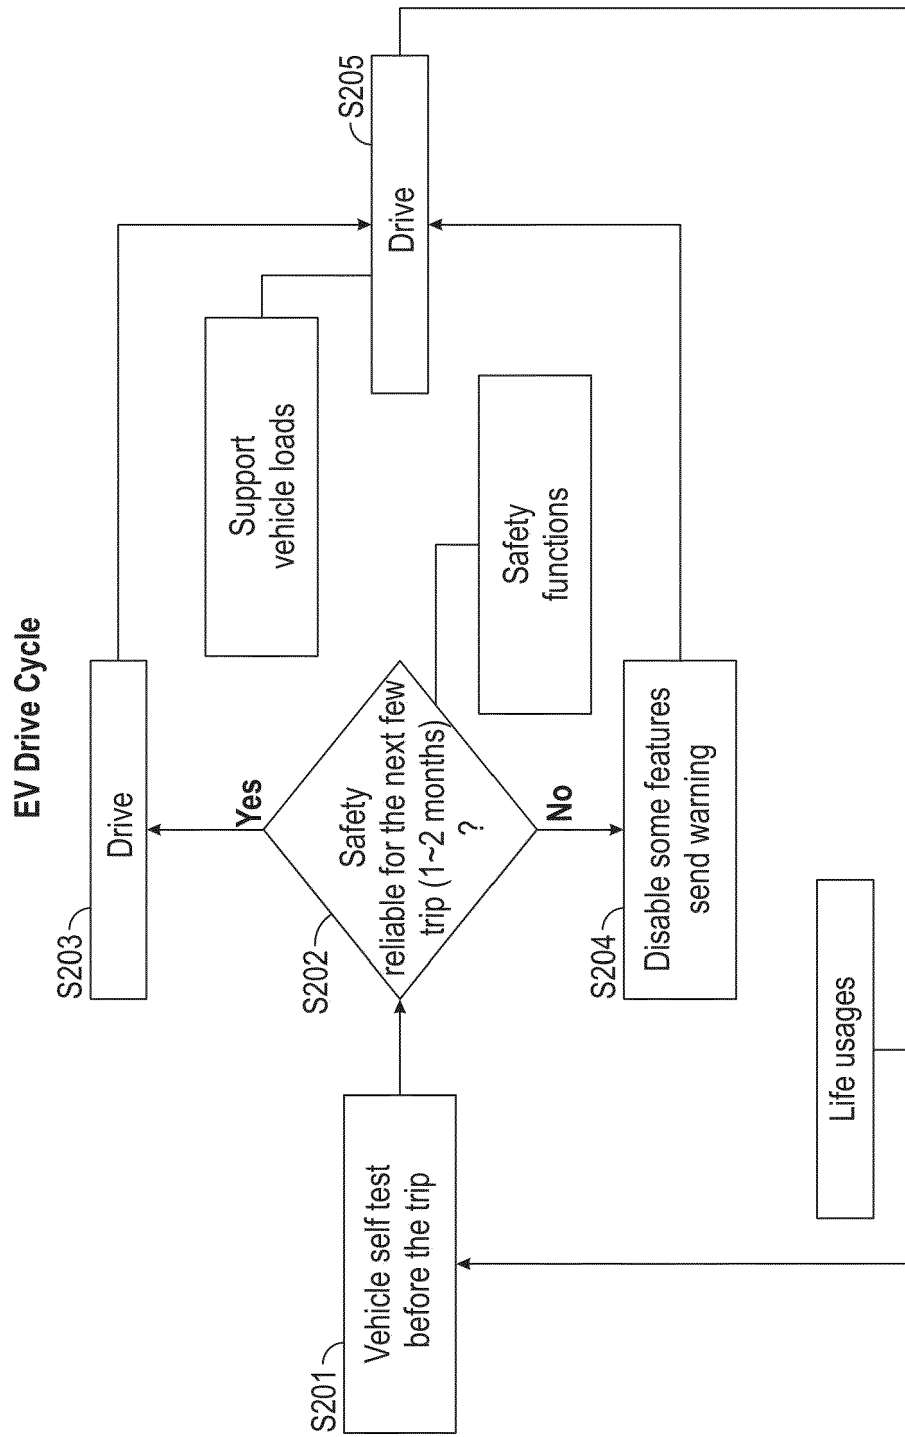 EV Drive Cycle
S203
Drive
Yes
S201
Vehicle self test
before the trip
S202
Safety
reliable for the next few
trip (1~2 months)
?
No
S204
Disable some features
send warning
Support
vehicle loads
Safety
functions
S205
Drive
Life usages